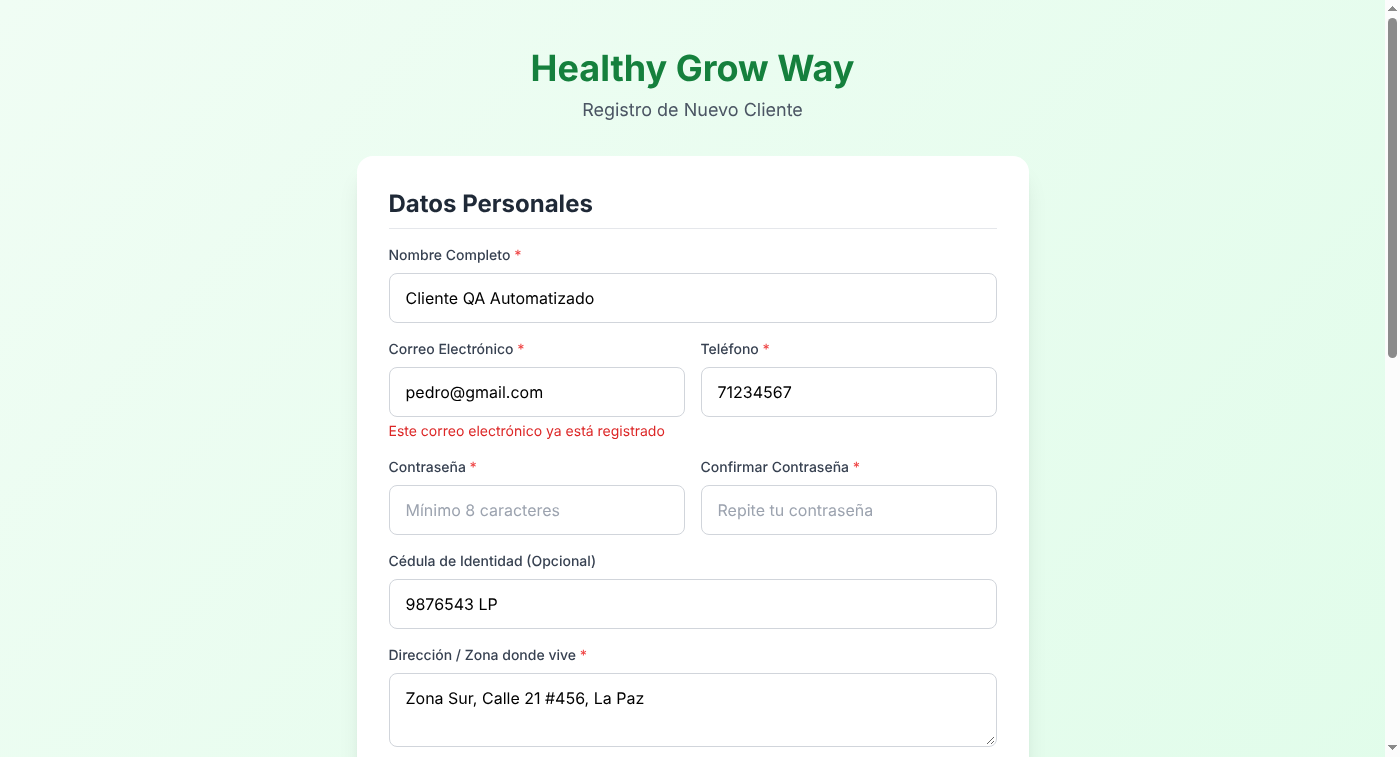 Healthy Grow Way
Registro de Nuevo Cliente
Datos Personales
Nombre Completo *
Cliente QA Automatizado
Correo Electrónico * Teléfono *
pedro@gmail.com 71234567
Este correo electrónico ya está registrado
Contraseña * Confirmar Contraseña *
Mínimo 8 caracteres Repite tu contraseña
Cédula de Identidad (Opcional)
9876543 LP
Dirección / Zona donde vive *
Zona Sur, Calle 21 #456, La Paz